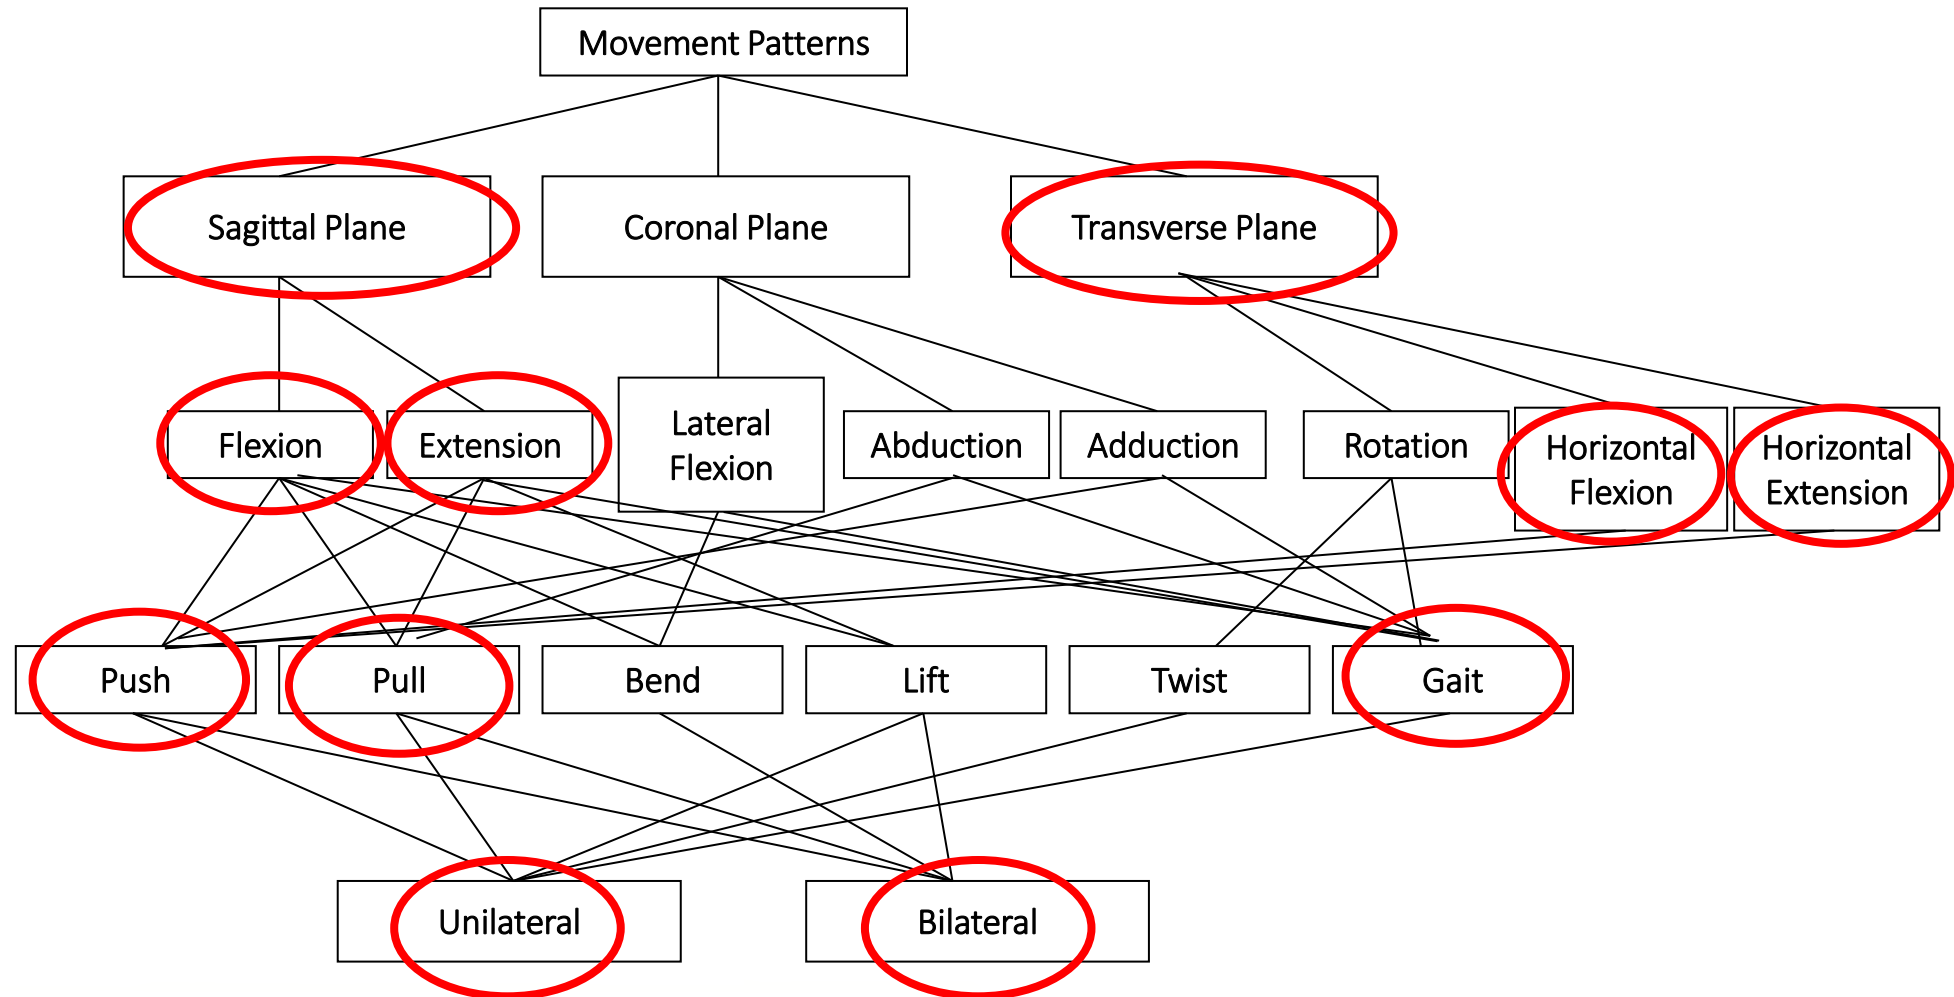 Movement Patterns
Sagittal Plane
Coronal Plane
Transverse Plane
Flexion
Extension
Lateral
Flexion
Abduction
Adduction
Rotation
Horizontal
Flexion
Horizontal
Extension
Push
Pull
Bend
Lift
Twist
Gait
Unilateral
Bilateral